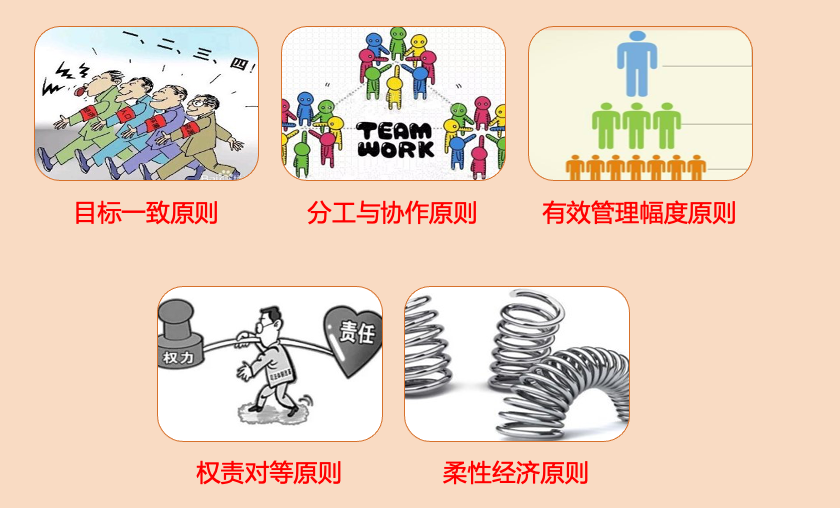 一、二、三、四！
TEAM
WORK
目标一致原则
分工与协作原则
有效管理幅度原则
权力
责任
权责对等原则
柔性经济原则